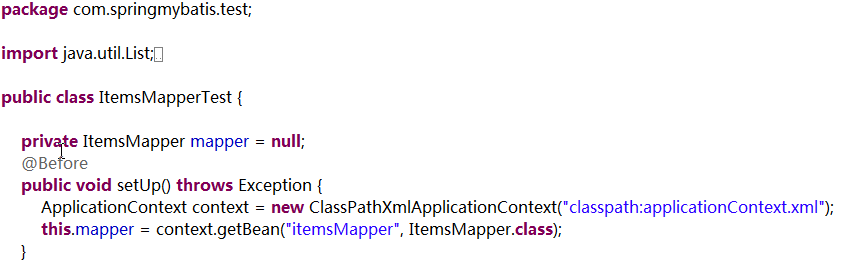 package com.springmybatis.test;
import java.util.List;
public class ItemsMapperTest {
private ItemsMapper mapper = null;
@Before
public void setUp() throws Exception {
ApplicationContext context = new ClassPathXmlApplicationContext("classpath:applicationContext.xml");
this.mapper = context.getBean("itemsMapper", ItemsMapper.class);
}